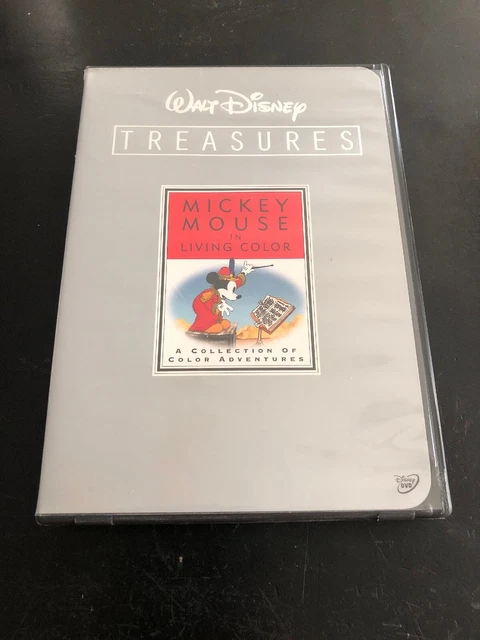 WALT DISNEY
TREASURES
MICKEY
MOUSE
IN
LIVING COLOR
A COLLECTION OF
COLOR ADVENTURES
Disney
DVD